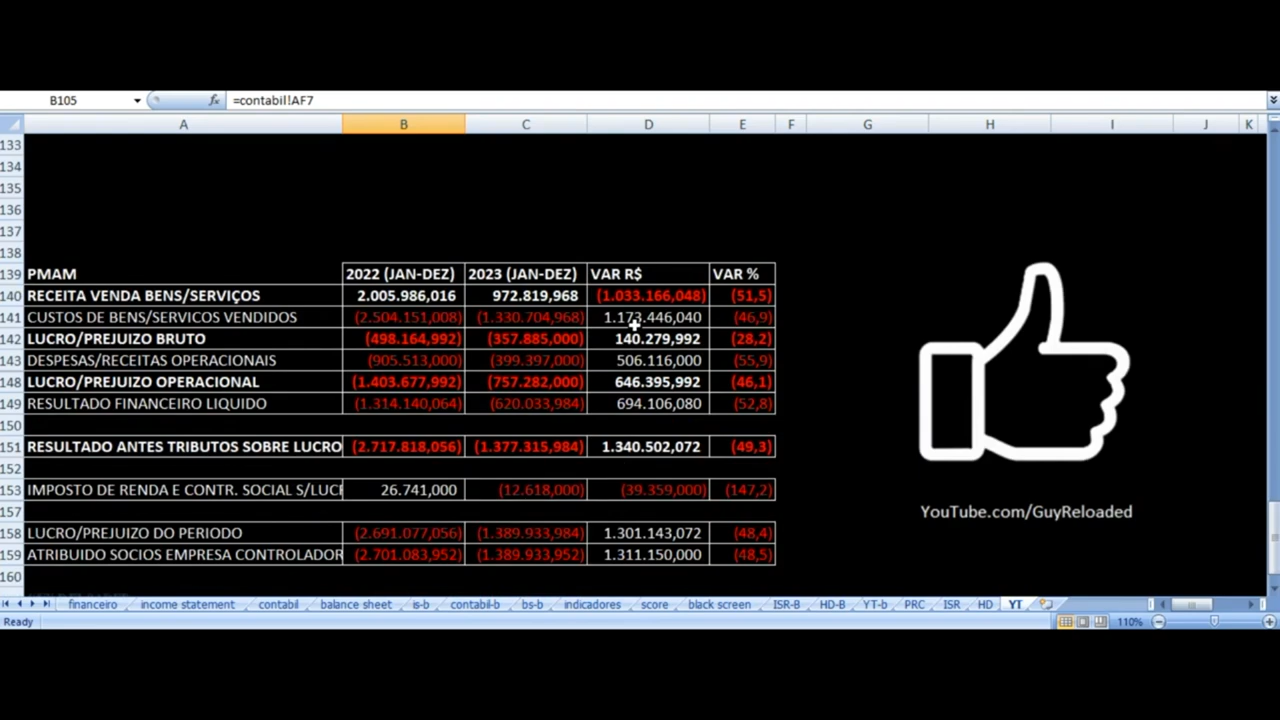 B105 fx =contabil!AF7
A B C D E F G H I J K
133
134
135
136
137
138
139 PMAM 2022 (JAN-DEZ) 2023 (JAN-DEZ) VAR R$ VAR %
140 RECEITA VENDA BENS/SERVIÇOS 2.005.986,016 972.819,968 (1.033.166,048) (51,5)
141 CUSTOS DE BENS/SERVICOS VENDIDOS (2.504.151,008) (1.330.704,968) 1.173.446,040 (46,9)
142 LUCRO/PREJUIZO BRUTO (498.164,992) (357.885,000) 140.279,992 (28,2)
143 DESPESAS/RECEITAS OPERACIONAIS (905.513,000) (399.397,000) 506.116,000 (55,9)
148 LUCRO/PREJUIZO OPERACIONAL (1.403.677,992) (757.282,000) 646.395,992 (46,1)
149 RESULTADO FINANCEIRO LIQUIDO (1.314.140,064) (620.033,984) 694.106,080 (52,8)
150
151 RESULTADO ANTES TRIBUTOS SOBRE LUCRO (2.717.818,056) (1.377.315,984) 1.340.502,072 (49,3)
152
153 IMPOSTO DE RENDA E CONTR. SOCIAL S/LUCR 26.741,000 (12.618,000) (39.359,000) (147,2)
157
158 LUCRO/PREJUIZO DO PERIODO (2.691.077,056) (1.389.933,984) 1.301.143,072 (48,4)
159 ATRIBUIDO SOCIOS EMPRESA CONTROLADOR (2.701.083,952) (1.389.933,952) 1.311.150,000 (48,5)
160
YouTube.com/GuyReloaded
financeiro income statement contabil balance sheet is-b contabil-b bs-b indicadores score black screen ISR-B HD-B YT-b PRC ISR HD YT
Ready 110%